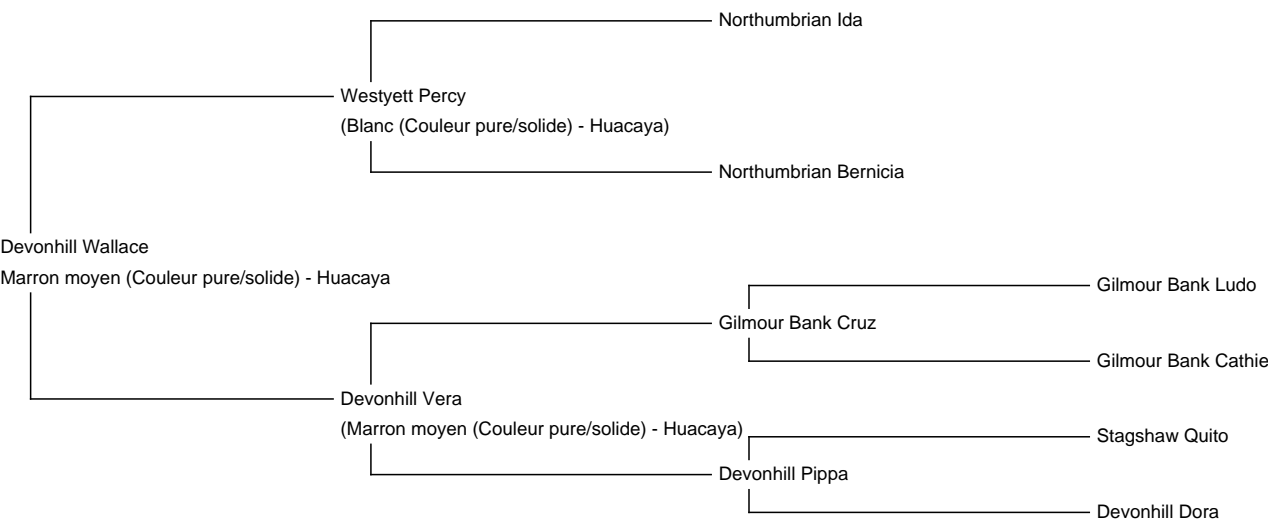 Northumbrian Ida
Westyett Percy
(Blanc (Couleur pure/solide) - Huacaya)
Northumbrian Bernicia
Devonhill Wallace
Marron moyen (Couleur pure/solide) - Huacaya
Gilmour Bank Ludo
Gilmour Bank Cruz
Gilmour Bank Cathie
Devonhill Vera
(Marron moyen (Couleur pure/solide) - Huacaya)
Stagshaw Quito
Devonhill Pippa
Devonhill Dora